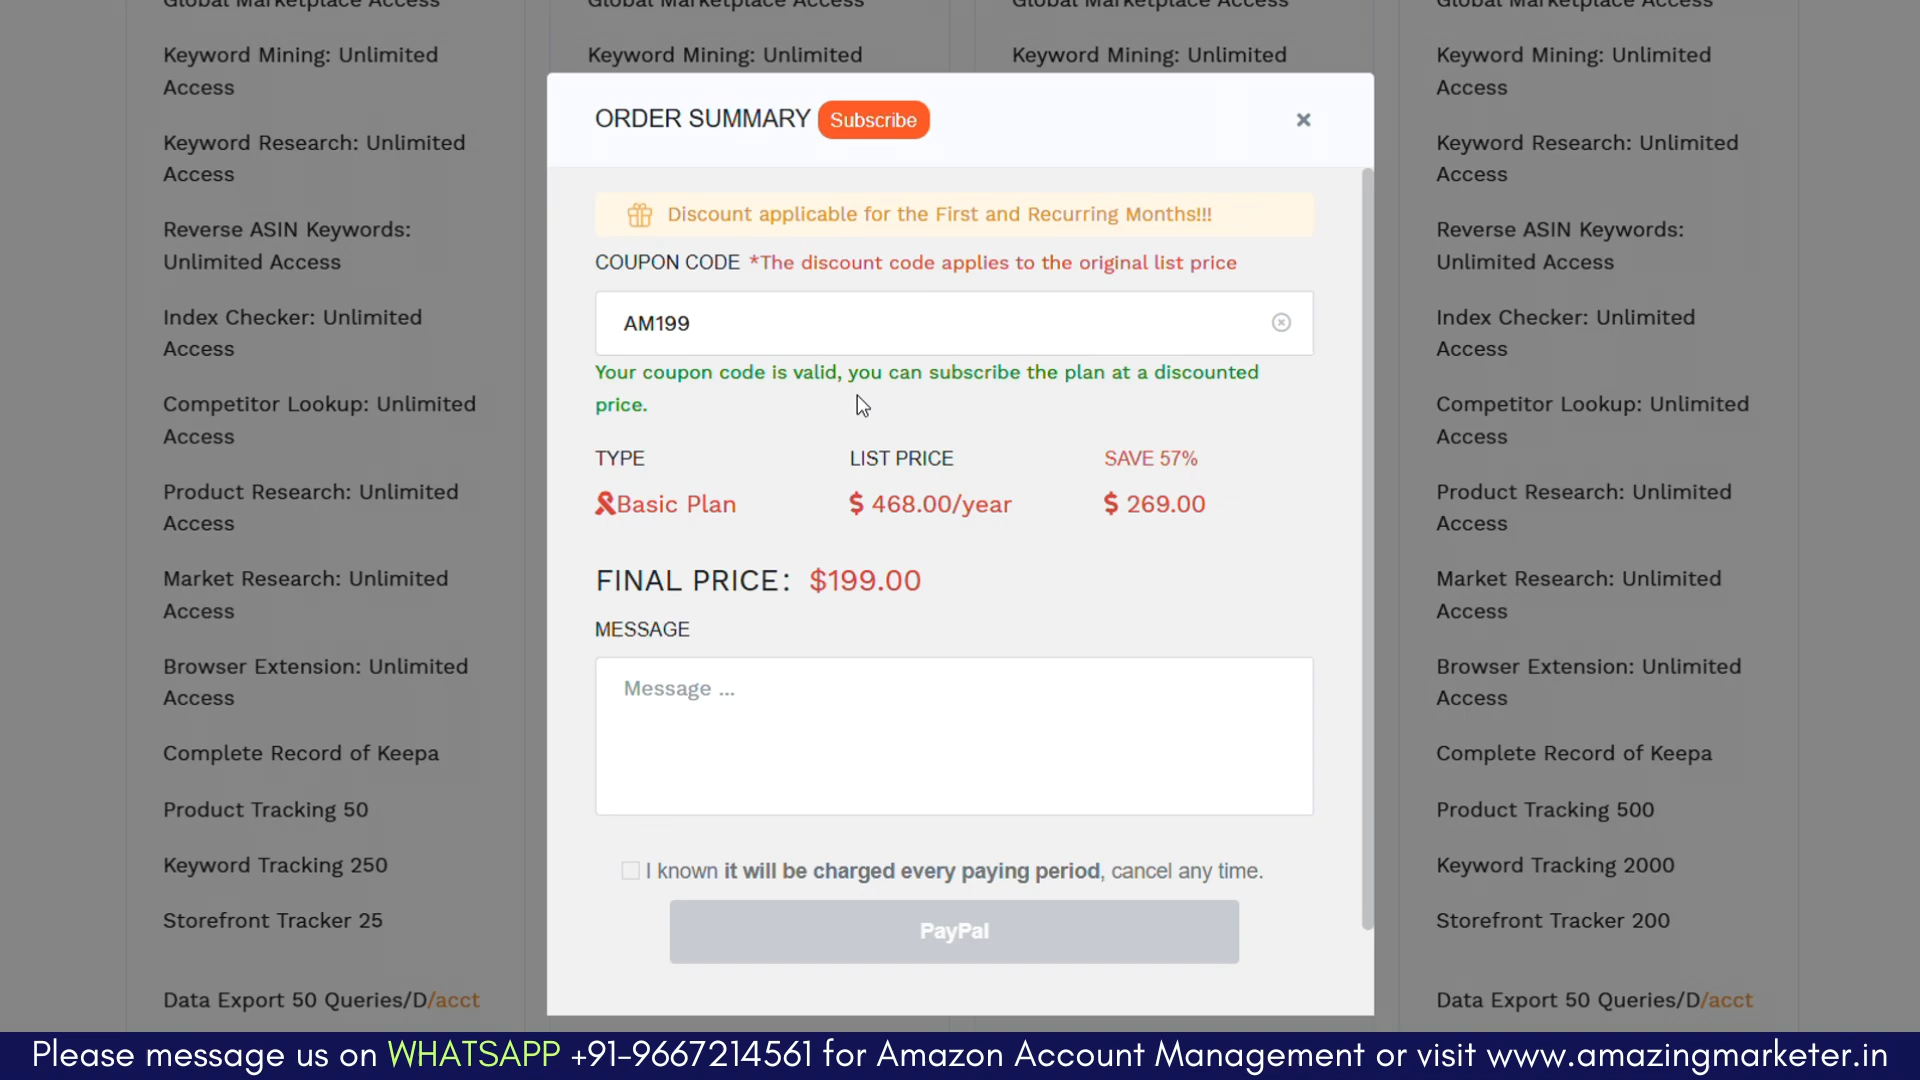 Global Marketplace Access
Global Marketplace Access
Global Marketplace Access
Global Marketplace Access
Keyword Mining: Unlimited
Access
Keyword Mining: Unlimited
Keyword Mining: Unlimited
Keyword Mining: Unlimited
Access
Keyword Research: Unlimited
Access
Reverse ASIN Keywords:
Unlimited Access
Index Checker: Unlimited
Access
Competitor Lookup: Unlimited
Access
Product Research: Unlimited
Access
Market Research: Unlimited
Access
Browser Extension: Unlimited
Access
Complete Record of Keepa
Product Tracking 50
Keyword Tracking 250
Storefront Tracker 25
Data Export 50 Queries/D/acct
ORDER SUMMARY Subscribe
×
Discount applicable for the First and Recurring Months!!!
COUPON CODE *The discount code applies to the original list price
AM199
Your coupon code is valid, you can subscribe the plan at a discounted
price.
TYPE LIST PRICE SAVE 57%
Basic Plan $ 468.00/year $ 269.00
FINAL PRICE: $199.00
MESSAGE
Message ...
I known it will be charged every paying period, cancel any time.
PayPal
Keyword Research: Unlimited
Access
Reverse ASIN Keywords:
Unlimited Access
Index Checker: Unlimited
Access
Competitor Lookup: Unlimited
Access
Product Research: Unlimited
Access
Market Research: Unlimited
Access
Browser Extension: Unlimited
Access
Complete Record of Keepa
Product Tracking 500
Keyword Tracking 2000
Storefront Tracker 200
Data Export 50 Queries/D/acct
Please message us on WHATSAPP +91-9667214561 for Amazon Account Management or visit www.amazingmarketer.in